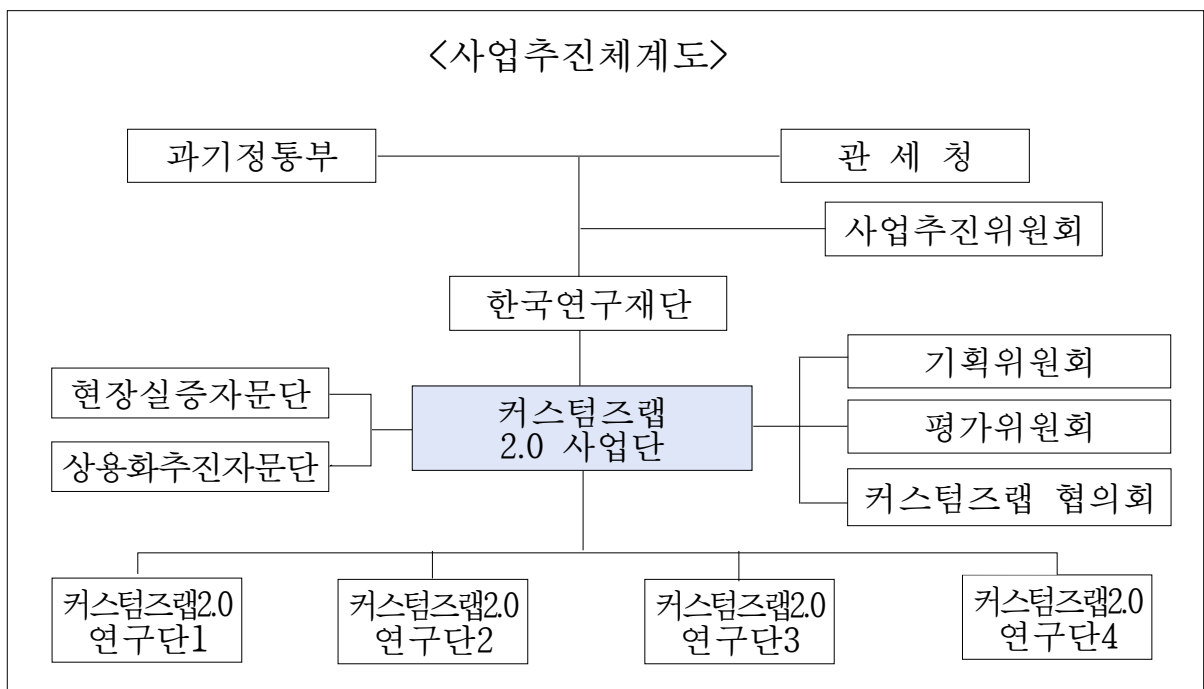 <사업추진체계도>
과기정통부
관 세 청
사업추진위원회
한국연구재단
현장실증자문단
상용화추진자문단
커스텀즈랩
2.0 사업단
기획위원회
평가위원회
커스텀즈랩 협의회
커스텀즈랩2.0
연구단1
커스텀즈랩2.0
연구단2
커스텀즈랩2.0
연구단3
커스텀즈랩2.0
연구단4